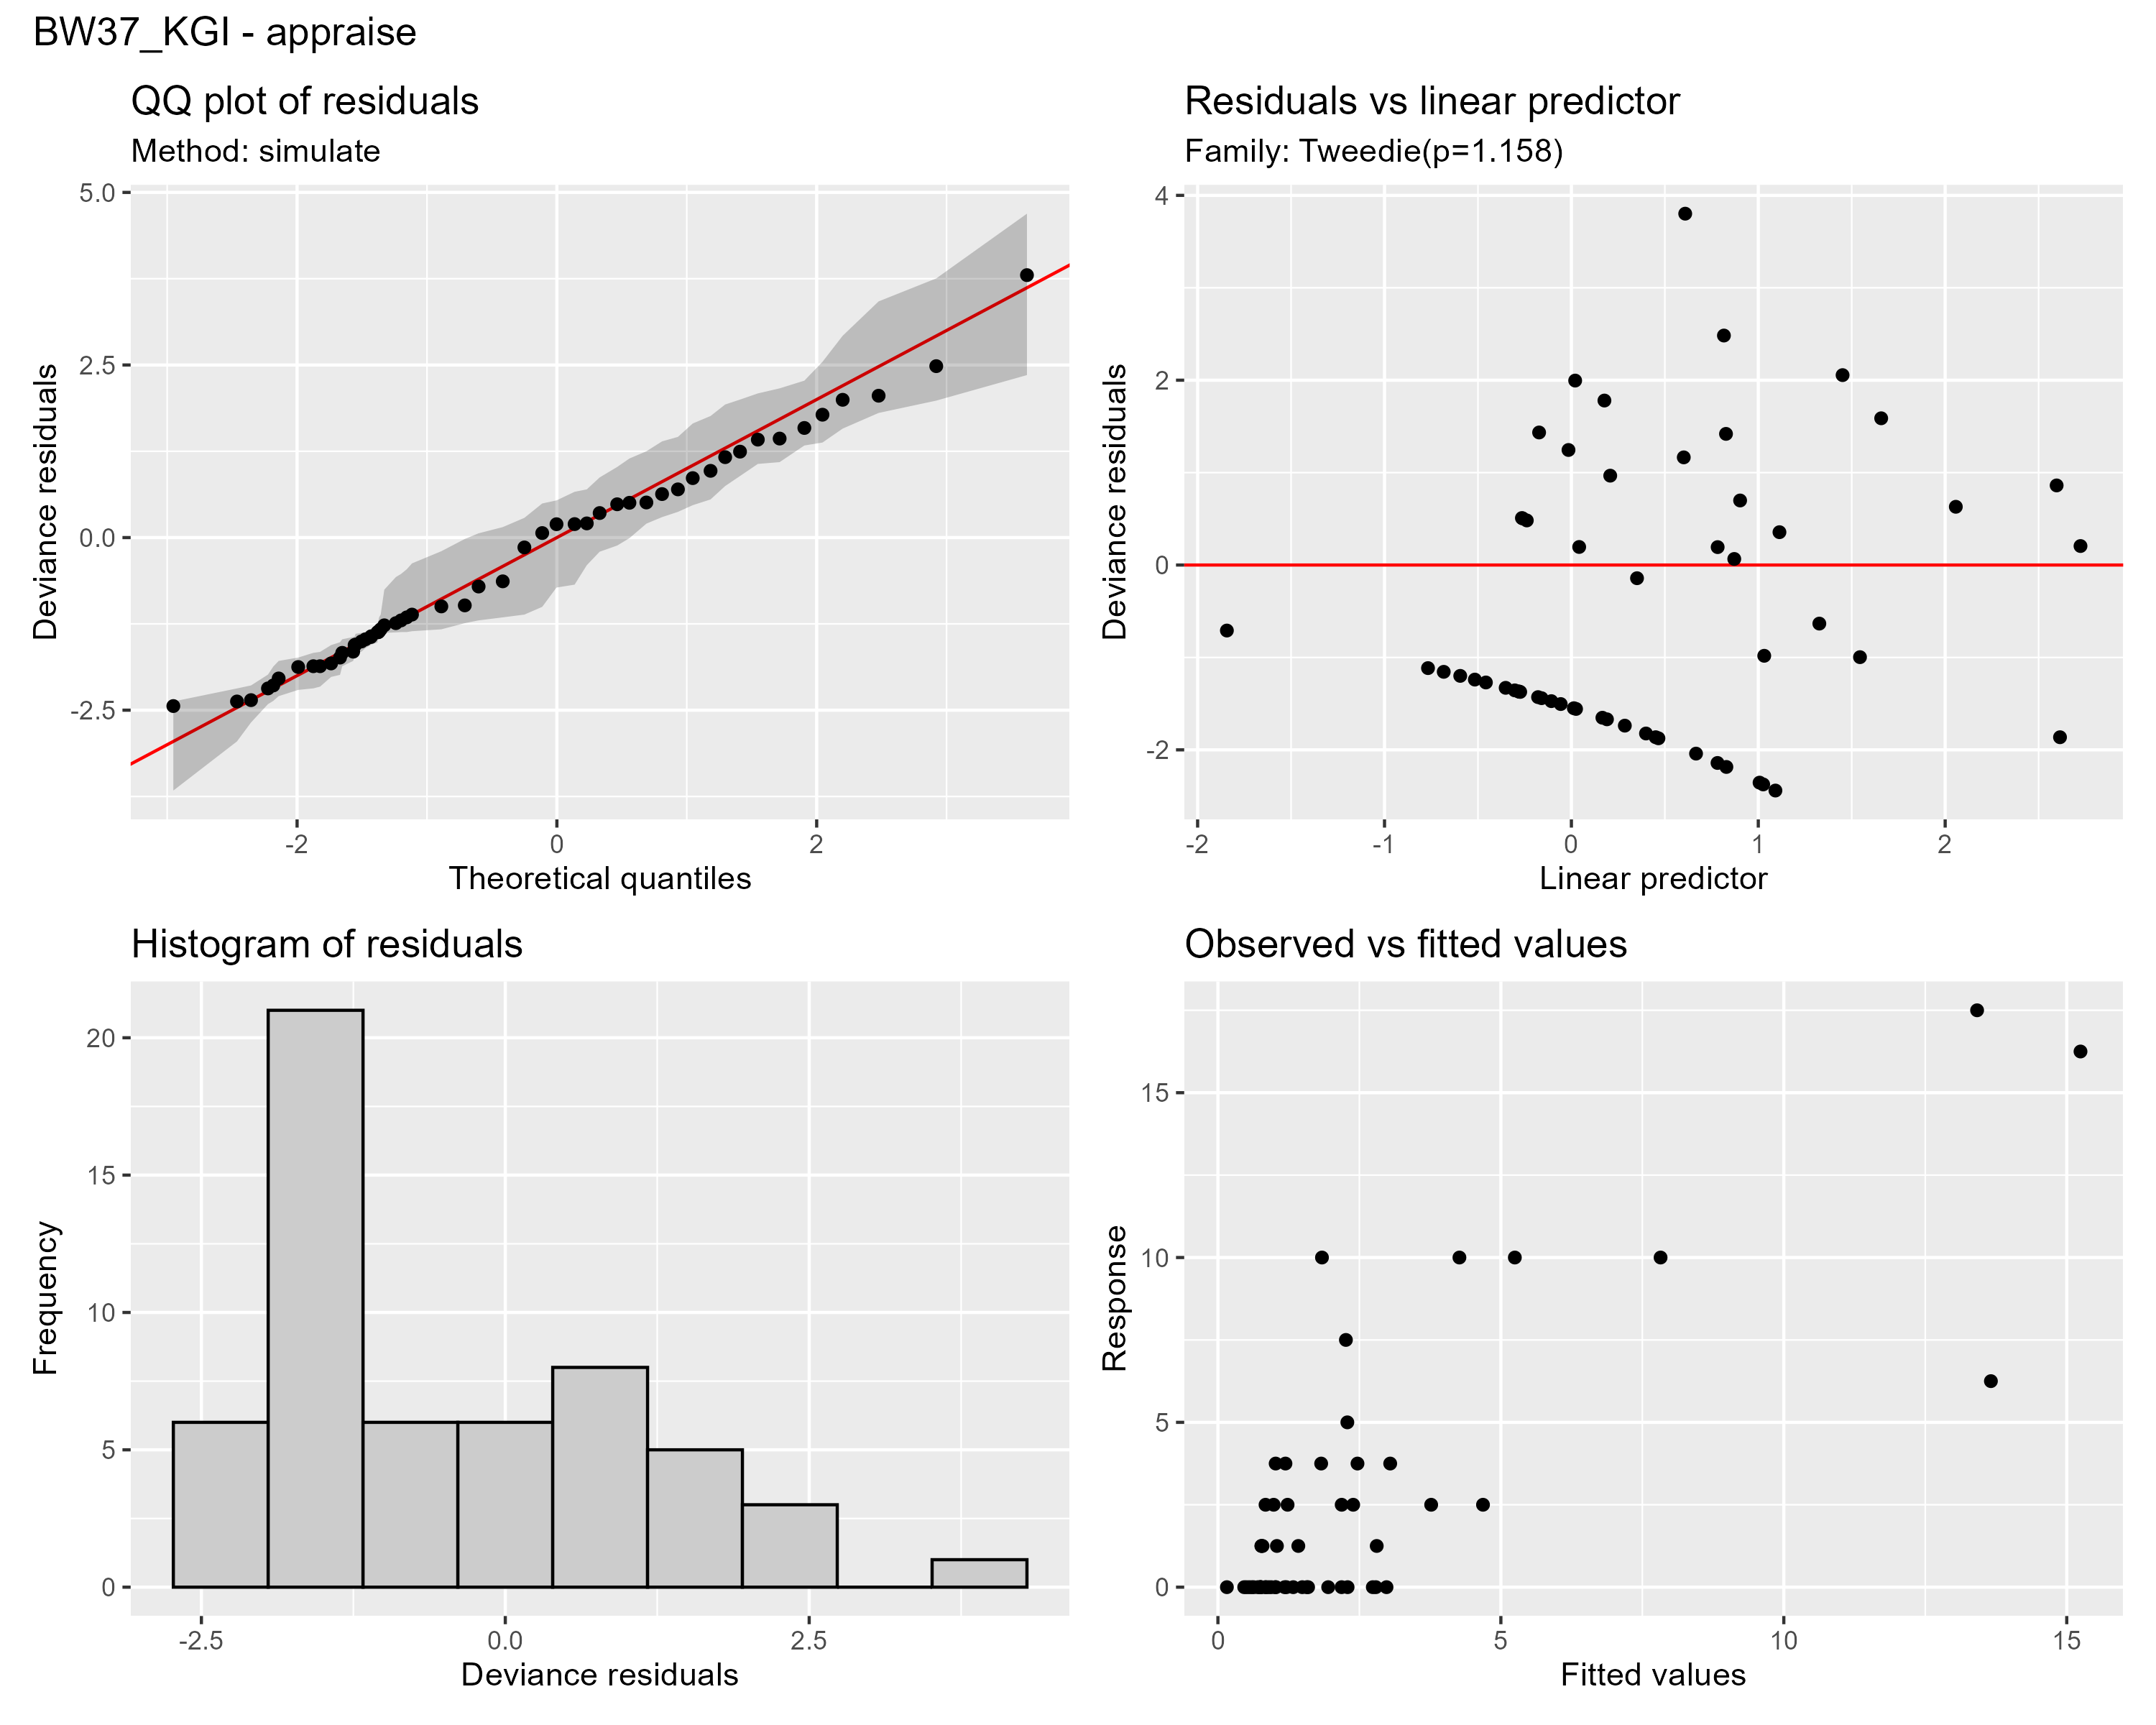 BW37_KGI - appraise
QQ plot of residuals
Method: simulate
5.0
2.5
0.0
-2.5
Deviance residuals
-2
0
2
Theoretical quantiles
Residuals vs linear predictor
Family: Tweedie(p=1.158)
4
2
0
-2
Deviance residuals
-2
-1
0
1
2
Linear predictor
Histogram of residuals
20
15
10
5
0
Frequency
-2.5
0.0
2.5
Deviance residuals
Observed vs fitted values
15
10
5
0
Response
0
5
10
15
Fitted values